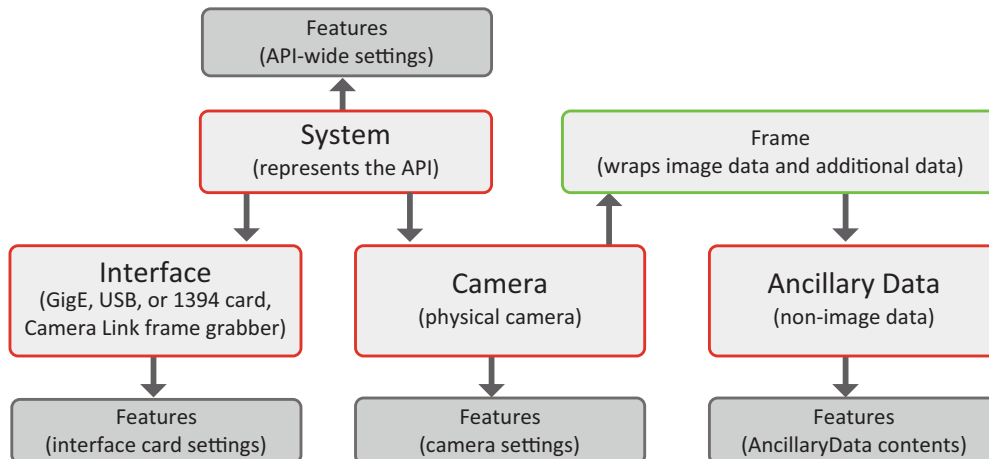 Features
(API-wide settings)
System
(represents the API)
Frame
(wraps image data and additional data)
Interface
(GigE, USB, or 1394 card,
Camera Link frame grabber)
Camera
(physical camera)
Ancillary Data
(non-image data)
Features
(interface card settings)
Features
(camera settings)
Features
(AncillaryData contents)